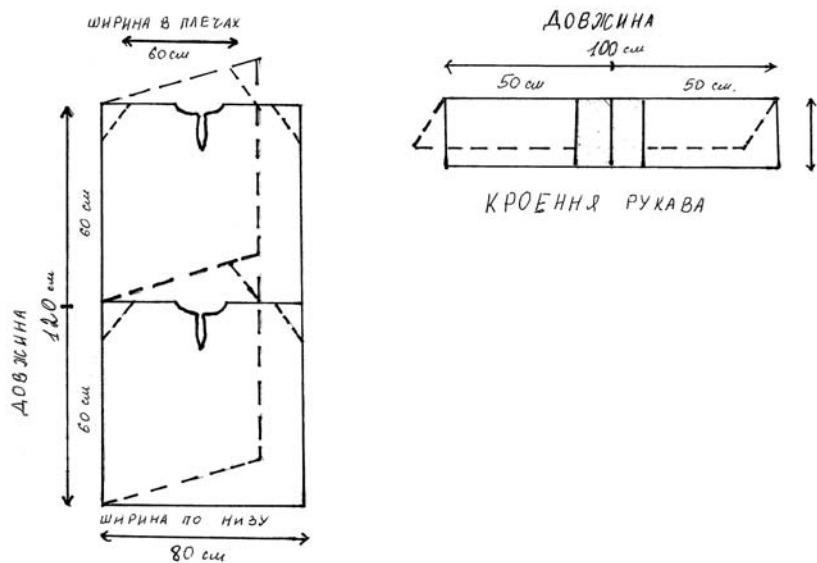 ШИРИНА В ПЛЕЧАХ
60 см
ДОВЖИНА
120 см
60 см
60 см
ШИРИНА ПО НИЗУ
80 см
ДОВЖИНА
100 см
50 см
50 см.
КРОЕННЯ РУКАВА